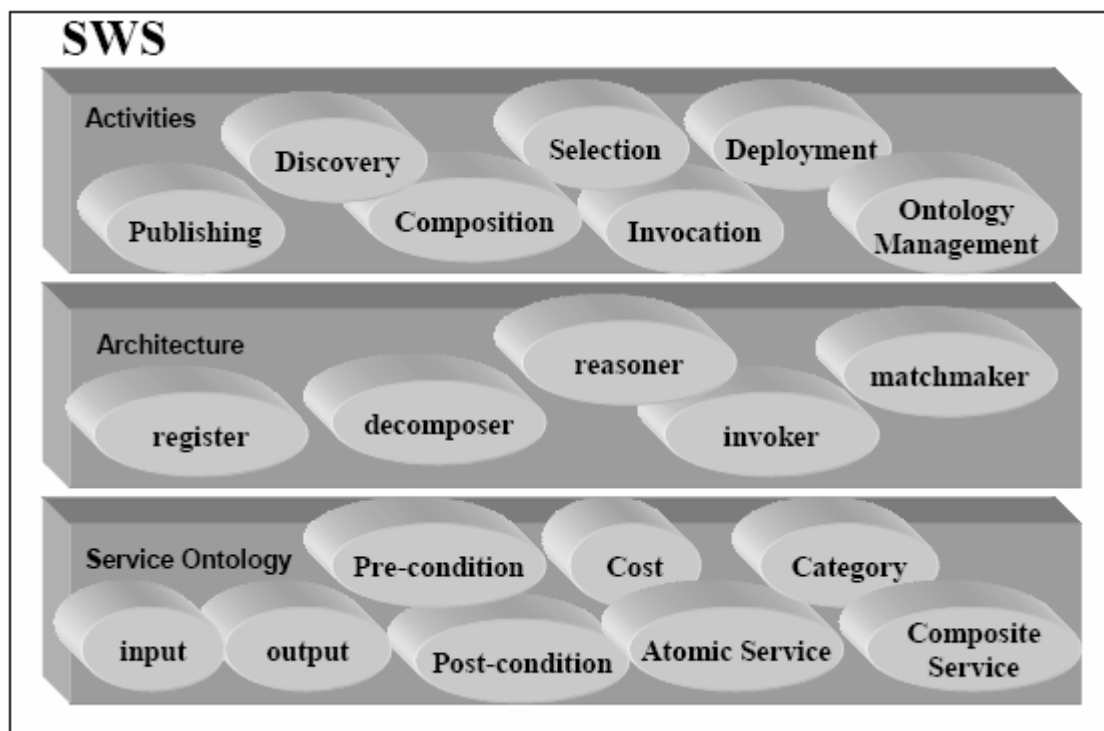 SWS
Activities
Discovery
Selection
Deployment
Publishing
Composition
Invocation
Ontology
Management
Architecture
reasoner
matchmaker
register
decomposer
invoker
Service Ontology
Pre-condition
Cost
Category
input
output
Post-condition
Atomic Service
Composite
Service